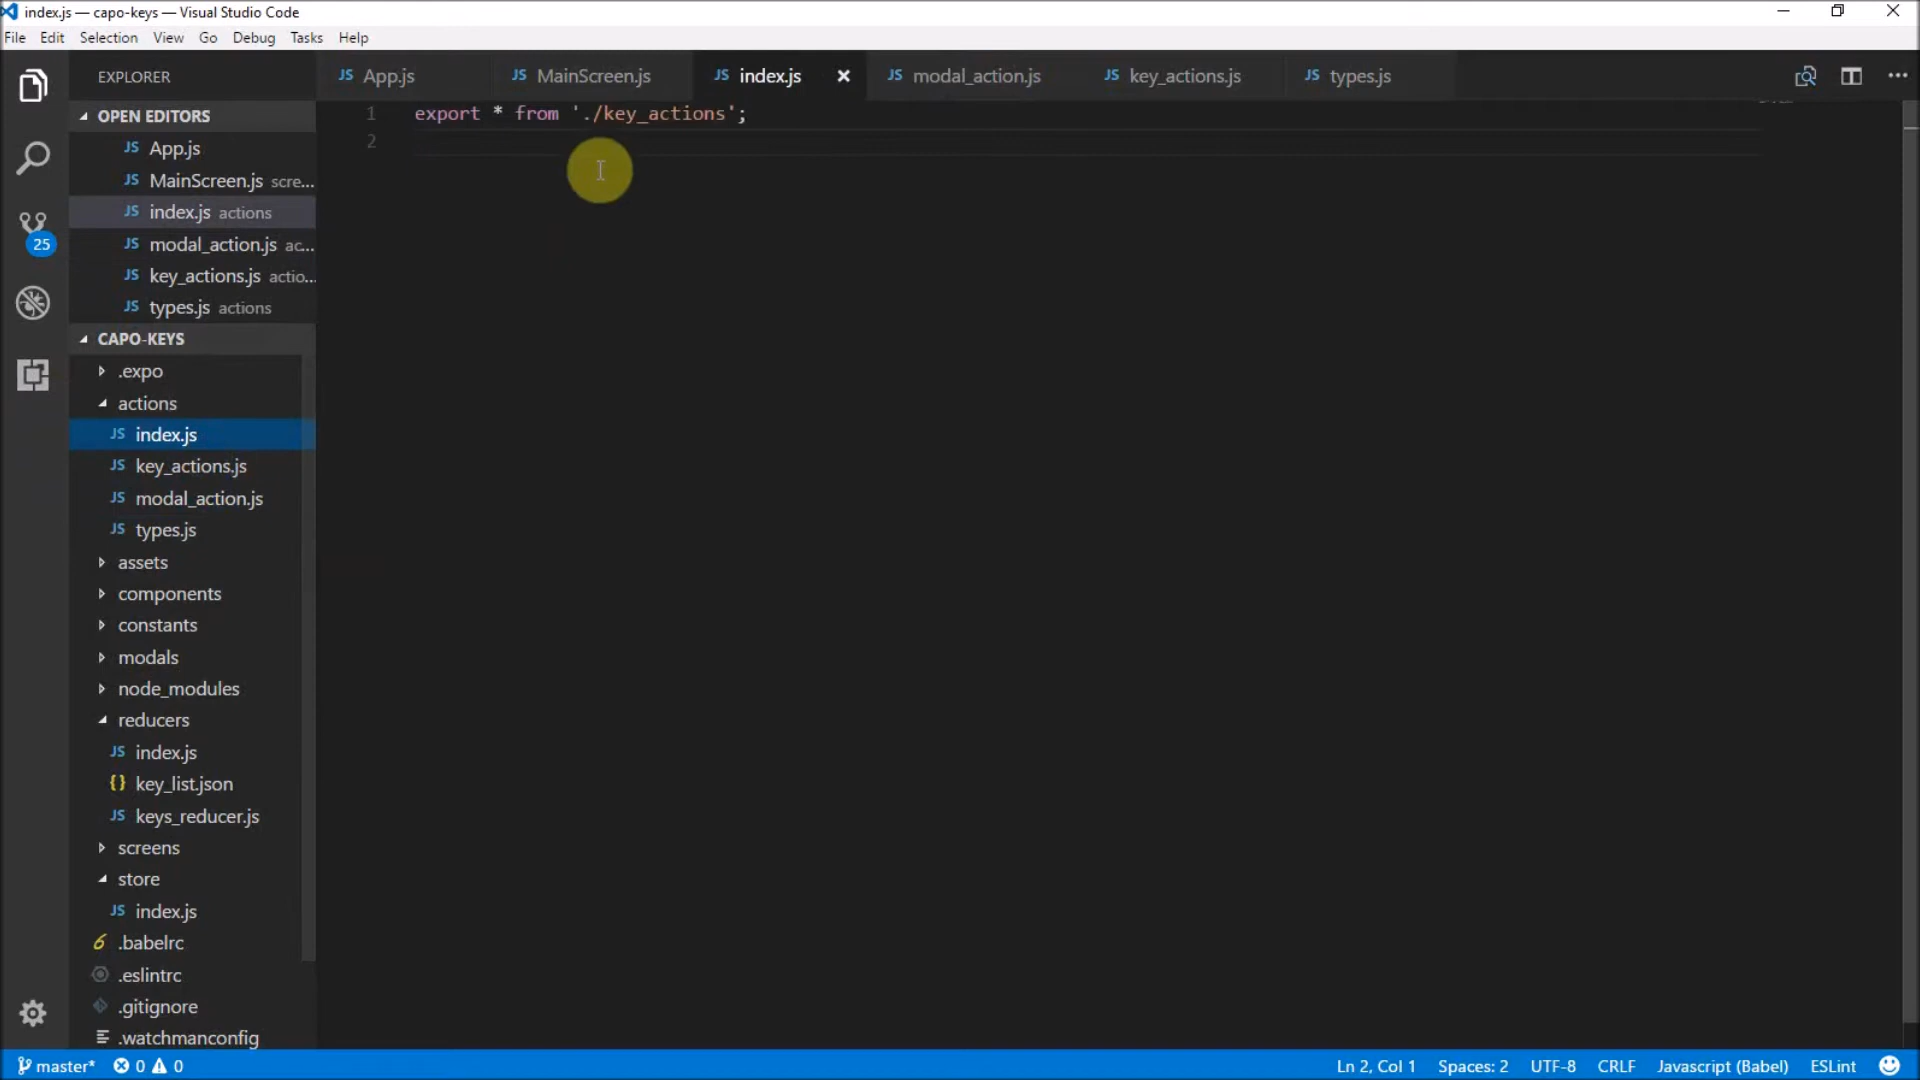 index.js — capo-keys — Visual Studio Code
File Edit Selection View Go Debug Tasks Help
EXPLORER
JS App.js
JS MainScreen.js
JS index.js
JS modal_action.js
JS key_actions.js
JS types.js
OPEN EDITORS
JS App.js
JS MainScreen.js scre...
JS index.js actions
JS modal_action.js ac...
JS key_actions.js actio...
JS types.js actions
25
CAPO-KEYS
.expo
actions
JS index.js
JS key_actions.js
JS modal_action.js
JS types.js
assets
components
constants
modals
node_modules
reducers
JS index.js
{} key_list.json
JS keys_reducer.js
screens
store
JS index.js
.babelrc
.eslintrc
.gitignore
.watchmanconfig
1 export * from './key_actions';
2
master* 0 0 Ln 2, Col 1 Spaces: 2 UTF-8 CRLF Javascript (Babel) ESLint